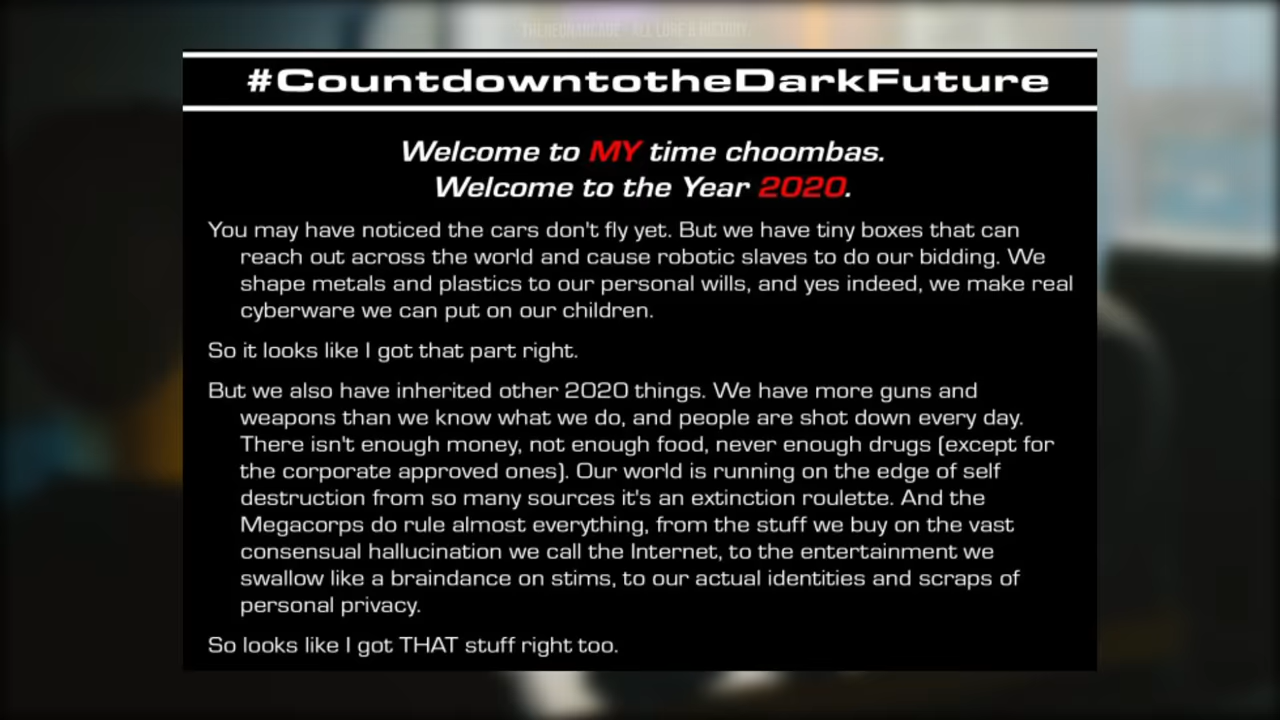 THENEONARCADE - ALL LORE & HISTORY
#CountdowntotheDarkFuture
Welcome to MY time choombas.
Welcome to the Year 2020.
You may have noticed the cars don't fly yet. But we have tiny boxes that can
reach out across the world and cause robotic slaves to do our bidding. We
shape metals and plastics to our personal wills, and yes indeed, we make real
cyberware we can put on our children.
So it looks like I got that part right.
But we also have inherited other 2020 things. We have more guns and
weapons than we know what we do, and people are shot down every day.
There isn't enough money, not enough food, never enough drugs (except for
the corporate approved ones). Our world is running on the edge of self
destruction from so many sources it's an extinction roulette. And the
Megacorps do rule almost everything, from the stuff we buy on the vast
consensual hallucination we call the Internet, to the entertainment we
swallow like a braindance on stims, to our actual identities and scraps of
personal privacy.
So looks like I got THAT stuff right too.